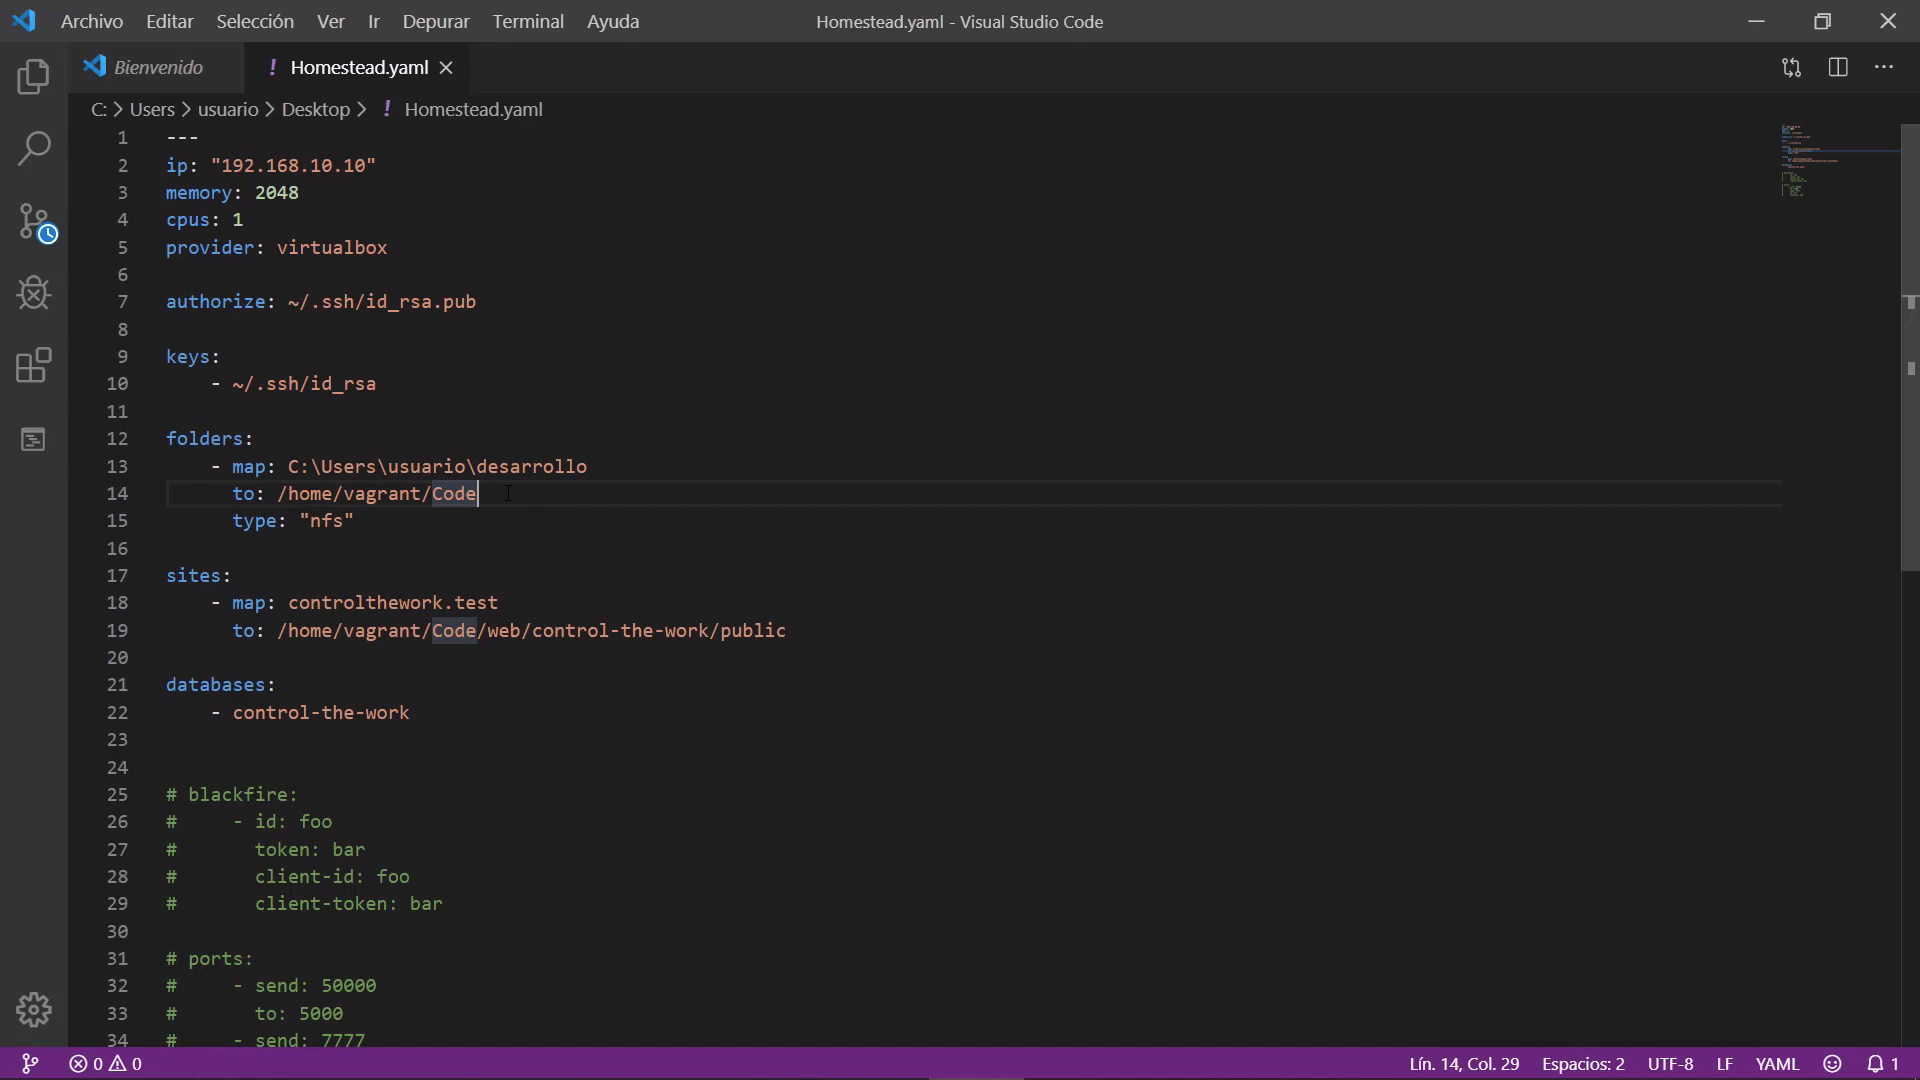 Archivo Editar Selección Ver Ir Depurar Terminal Ayuda Homestead.yaml - Visual Studio Code
Bienvenido ! Homestead.yaml
C: > Users > usuario > Desktop > ! Homestead.yaml
1 ---
2 ip: "192.168.10.10"
3 memory: 2048
4 cpus: 1
5 provider: virtualbox
6
7 authorize: ~/.ssh/id_rsa.pub
8
9 keys:
10 - ~/.ssh/id_rsa
11
12 folders:
13 - map: C:\Users\usuario\desarrollo
14 to: /home/vagrant/Code
15 type: "nfs"
16
17 sites:
18 - map: controlthework.test
19 to: /home/vagrant/Code/web/control-the-work/public
20
21 databases:
22 - control-the-work
23
24
25 # blackfire:
26 # - id: foo
27 # token: bar
28 # client-id: foo
29 # client-token: bar
30
31 # ports:
32 # - send: 50000
33 # to: 5000
34 # - send: 7777
0 0 Lín. 14, Col. 29 Espacios: 2 UTF-8 LF YAML 1